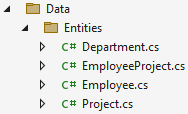 Data
Entities
C# Department.cs
C# EmployeeProject.cs
C# Employee.cs
C# Project.cs